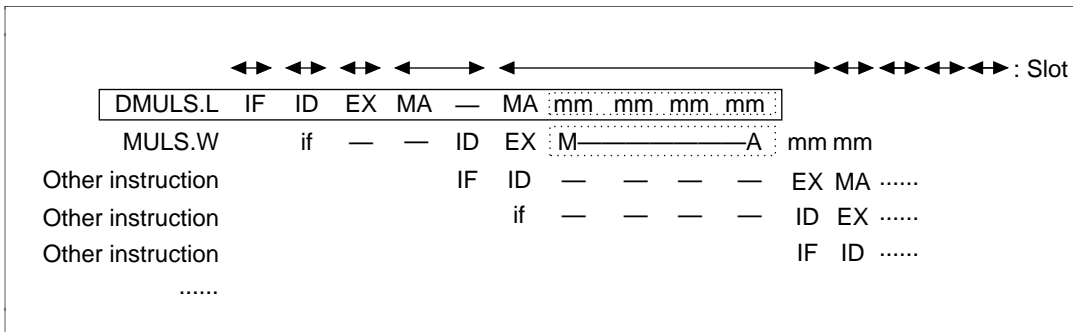 : Slot
DMULS.L IF ID EX MA — MA mm mm mm mm
MULS.W if — — ID EX M——————A mm mm
Other instruction IF ID — — — — EX MA ······
Other instruction if — — — — ID EX ······
Other instruction IF ID ······
······